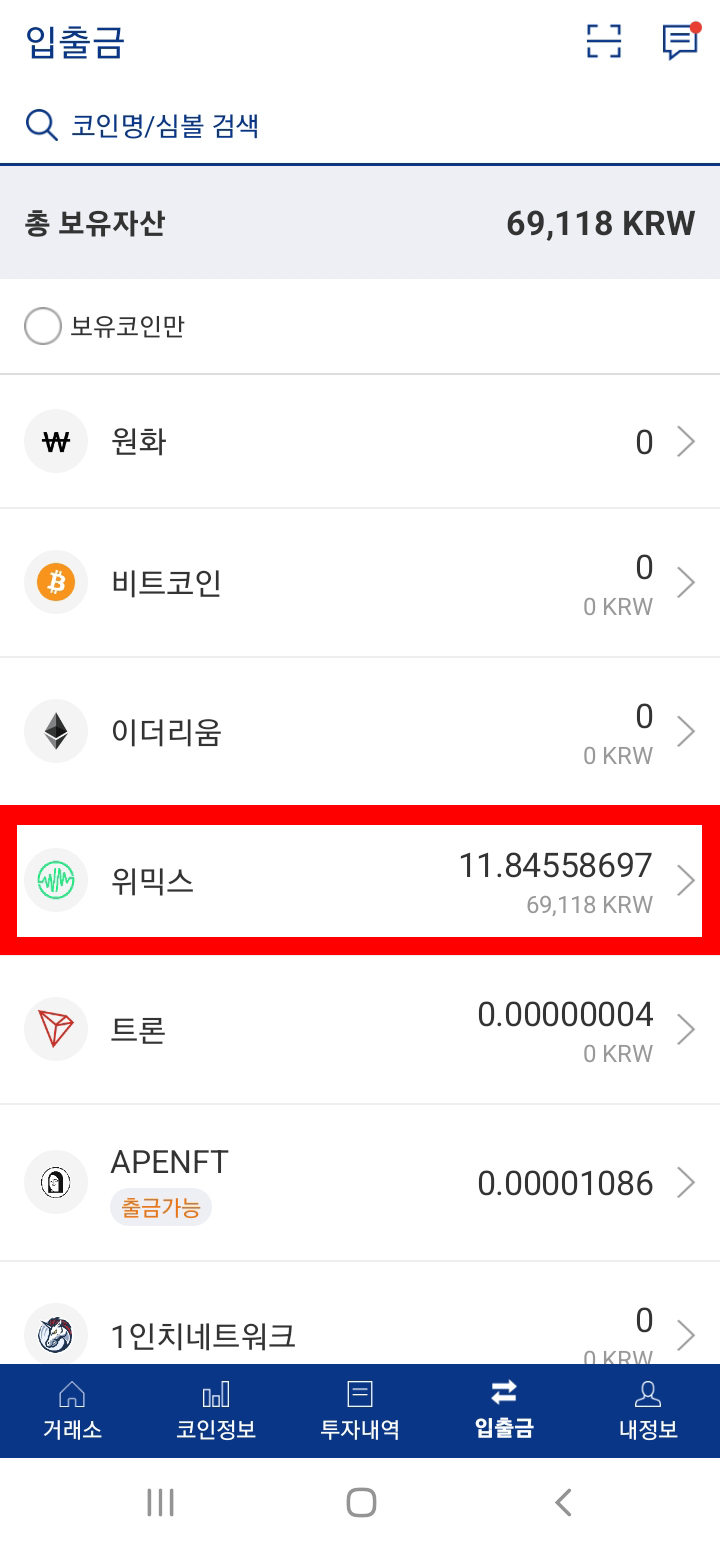 입출금
코인명/심볼 검색
총 보유자산 69,118 KRW
보유코인만
원화 0
비트코인 0
0 KRW
이더리움 0
0 KRW
위믹스 11.84558697
69,118 KRW
트론 0.00000004
0 KRW
APENFT 0.00001086
출금가능
1인치네트워크 0
0 KRW
거래소 코인정보 투자내역 입출금 내정보